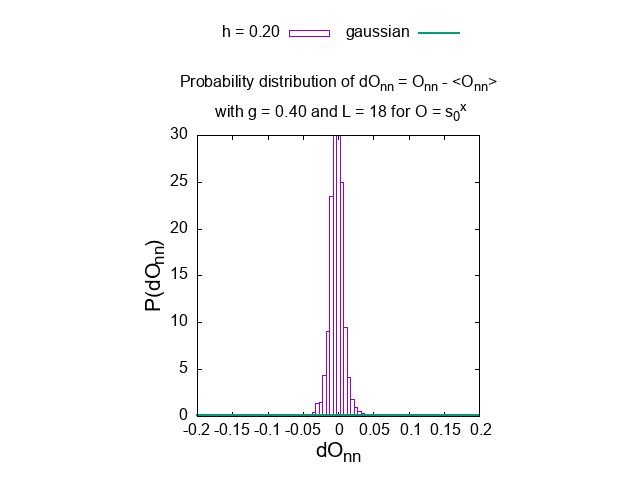 h = 0.20 gaussian
Probability distribution of dOnn = Onn - <Onn>
with g = 0.40 and L = 18 for O = s0x
30
25
20
15
10
5
0
P(dOnn)
-0.2 -0.15 -0.1 -0.05 0 0.05 0.1 0.15 0.2
dOnn